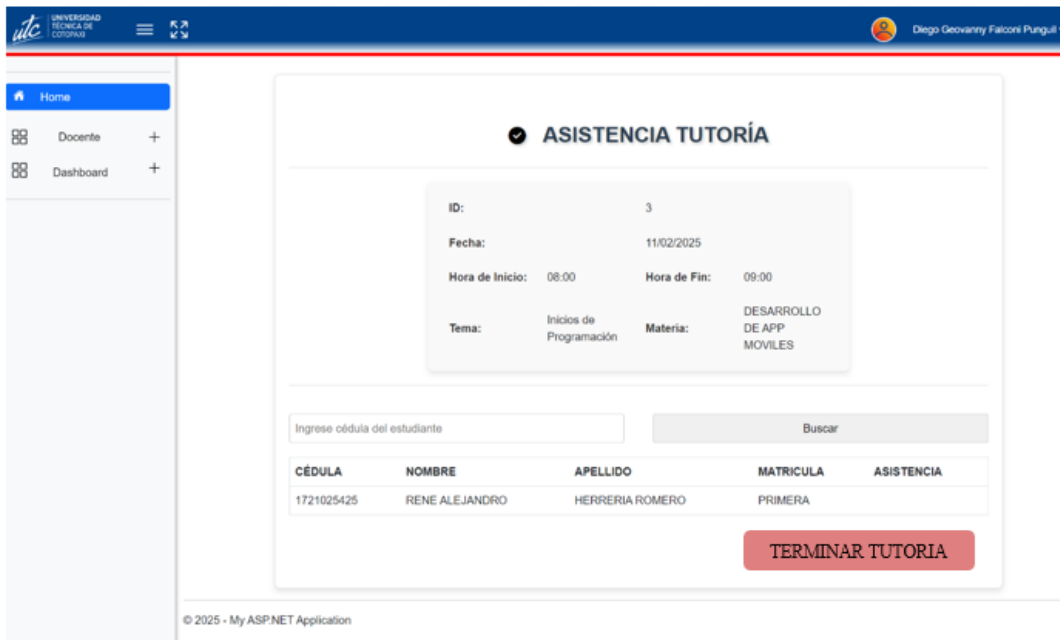 utc UNIVERSIDAD
TÉCNICA DE
COTOPAXI
Diego Geovanny Falconi Punguil
Home
Docente
Dashboard
ASISTENCIA TUTORÍA
ID: 3
Fecha: 11/02/2025
Hora de Inicio: 08:00 Hora de Fin: 09:00
Tema: Inicios de Programación Materia: DESARROLLO DE APP MOVILES
Ingrese cédula del estudiante Buscar
CÉDULA NOMBRE APELLIDO MATRICULA ASISTENCIA
1721025425 RENE ALEJANDRO HERRERIA ROMERO PRIMERA
TERMINAR TUTORIA
© 2025 - My ASP.NET Application